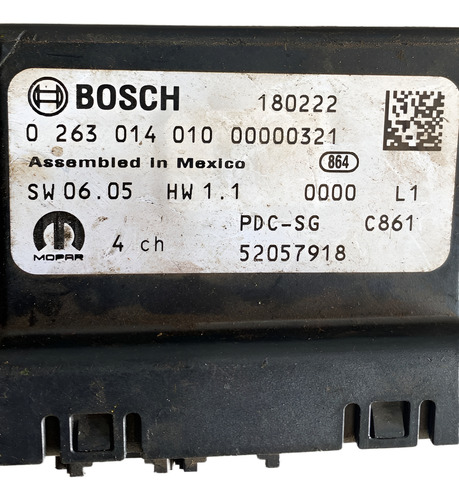 BOSCH 180222
0 263 014 010 00000321
Assembled in Mexico 864
SW 06.05 HW 1.1 0000 L1
PDC-SG C861
MOPAR 4 ch 52057918